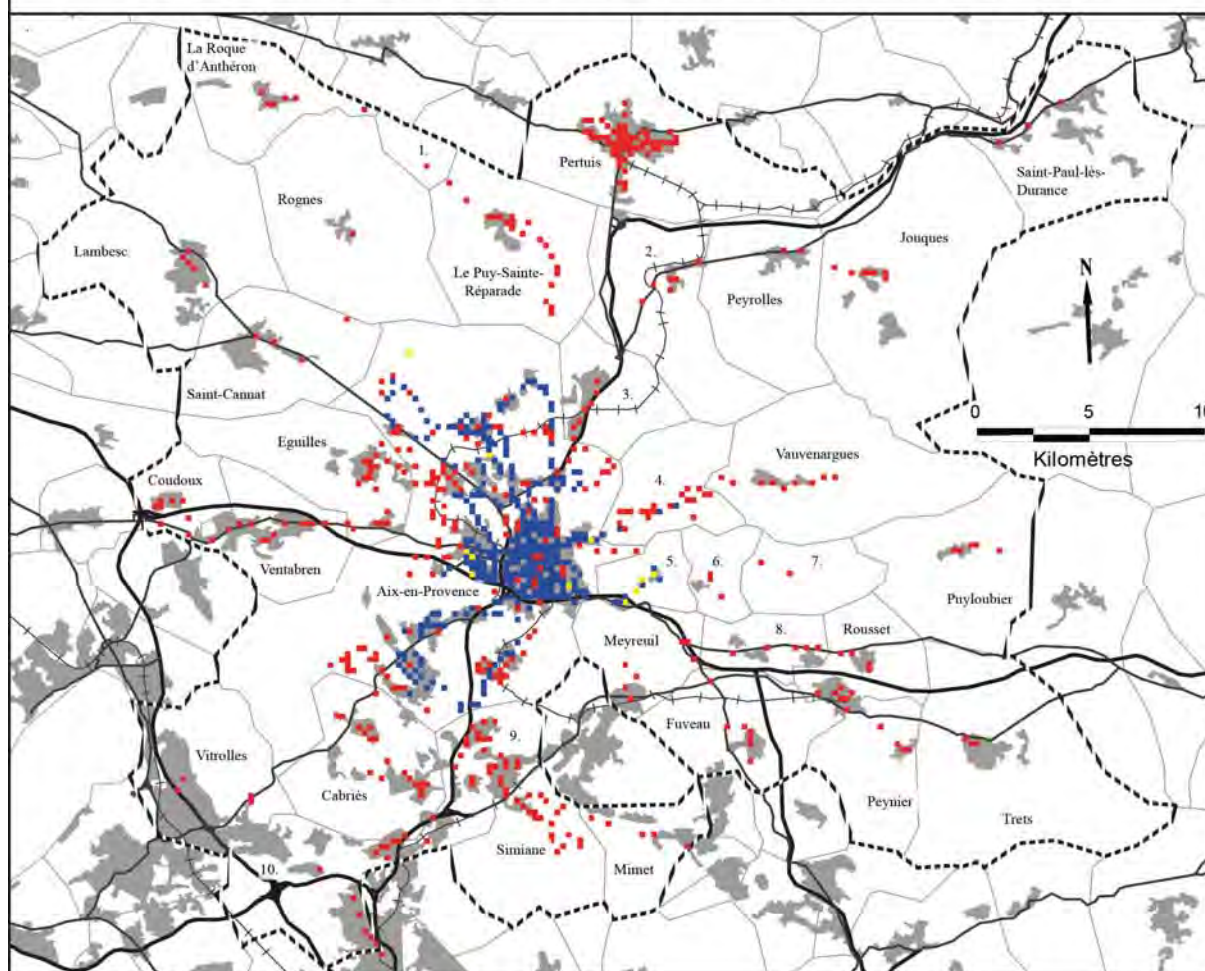 La Roque
d'Anthéron
1.
Pertuis
Saint-Paul-lés-
Durance
Rognes
Lambesc
2.
Jouques
Le Puy-Sainte-
Réparade
Peyrolles
N
Saint-Cannat
3.
0 5 10
Kilomètres
Eguilles
Vauvenargues
Coudoux
4.
5.
6.
7.
Ventabren
Aix-en-Provence
Puyloubier
Meyreuil
8.
Rousset
Fuveau
9.
Vitrolles
Cabriès
Peynier
Trets
Simiane
Mimet
10.